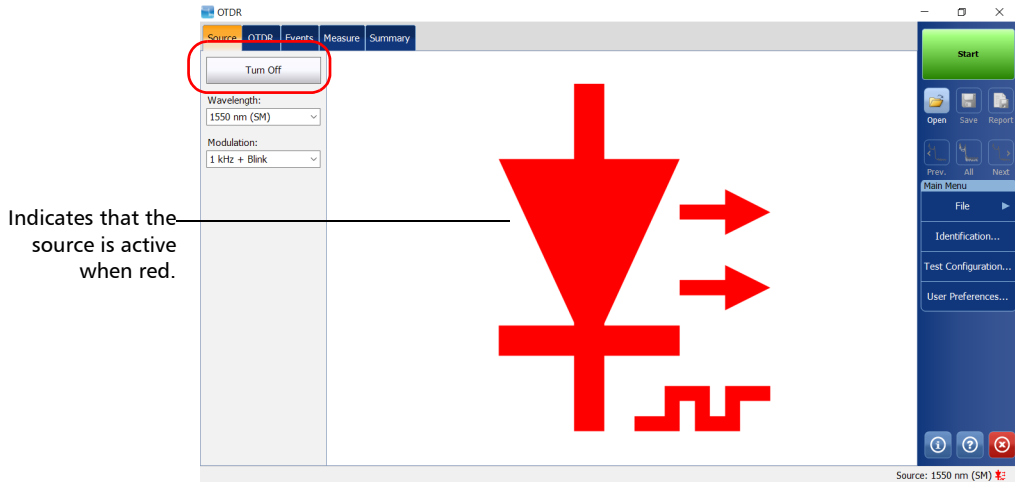 OTDR
Source OTDR Events Measure Summary
Turn Off
Wavelength:
1550 nm (SM)
Modulation:
1 kHz + Blink
Indicates that the
source is active
when red.
Start
Open Save Report
Prev. All Next
Main Menu
File
Identification...
Test Configuration...
User Preferences...
Source: 1550 nm (SM)